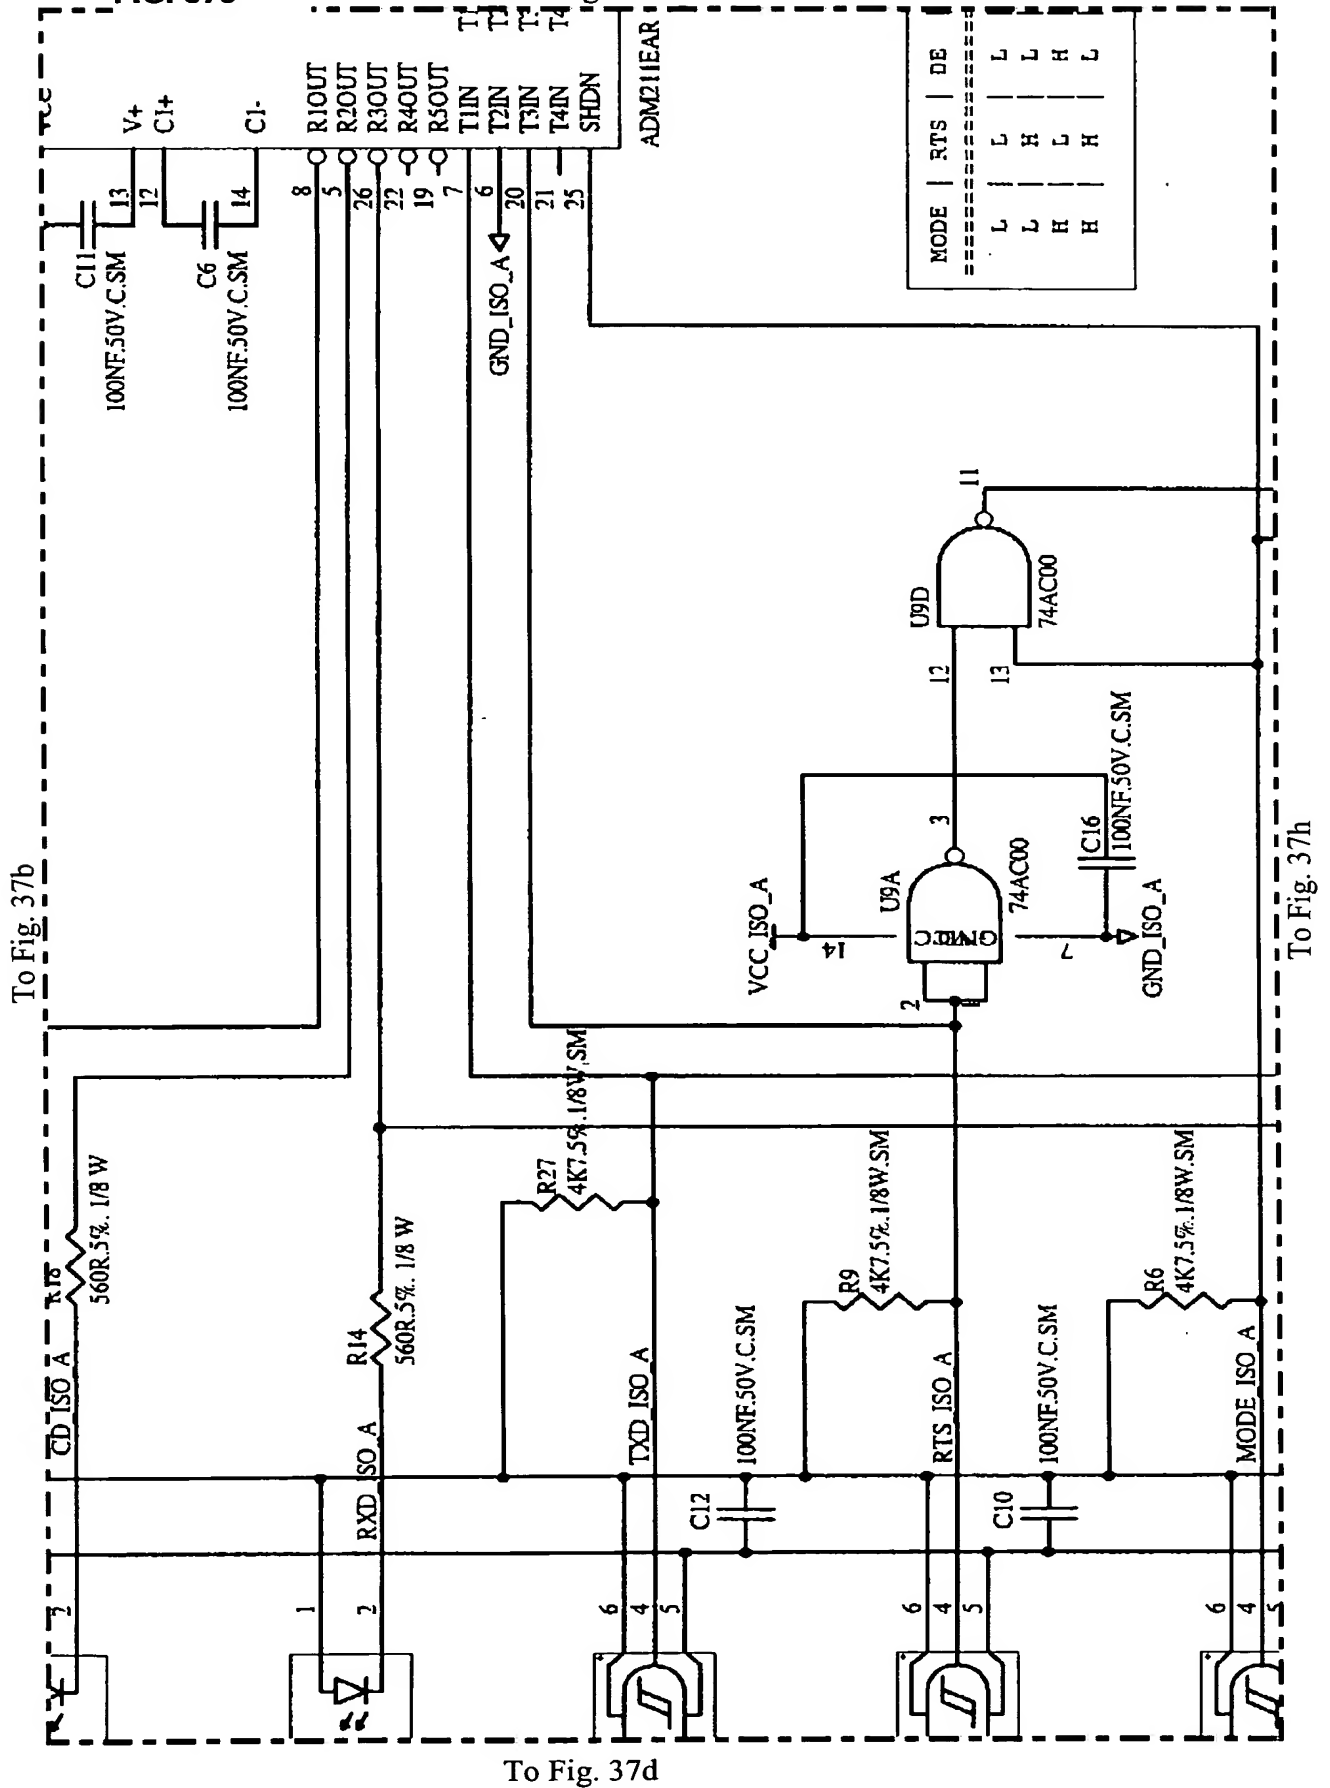 To Fig. 37b
To Fig. 37d
To Fig. 37h
V+
C1+
C1-
R1OUT
R2OUT
R3OUT
R4OUT
R5OUT
T1IN
T2IN
T3IN
T4IN
SHDN
ADM211EAR
13
12
14
8
5
26
22
19
7
6
20
21
25
C11
100NF.50V.C.SM
C6
100NF.50V.C.SM
GND_ISO_A
MODE | RTS | DE
==================
L | L | L
L | H | L
H | L | H
H | H | L
11
U9D
74AC00
12
13
3
U9A
74AC00
VCC_ISO_A
14
7
2
C16
100NF.50V.C.SM
GND_ISO_A
560R.5%. 1/8 W
CD_ISO_A
2
R14
560R.5%. 1/8 W
RXD_ISO_A
1
2
R27
4K7.5%.1/8W.SM
TXD_ISO_A
6
4
5
C12
100NF.50V.C.SM
R9
4K7.5%.1/8W.SM
RTS_ISO_A
6
4
5
C10
100NF.50V.C.SM
R6
4K7.5%.1/8W.SM
MODE_ISO_A
6
4
5